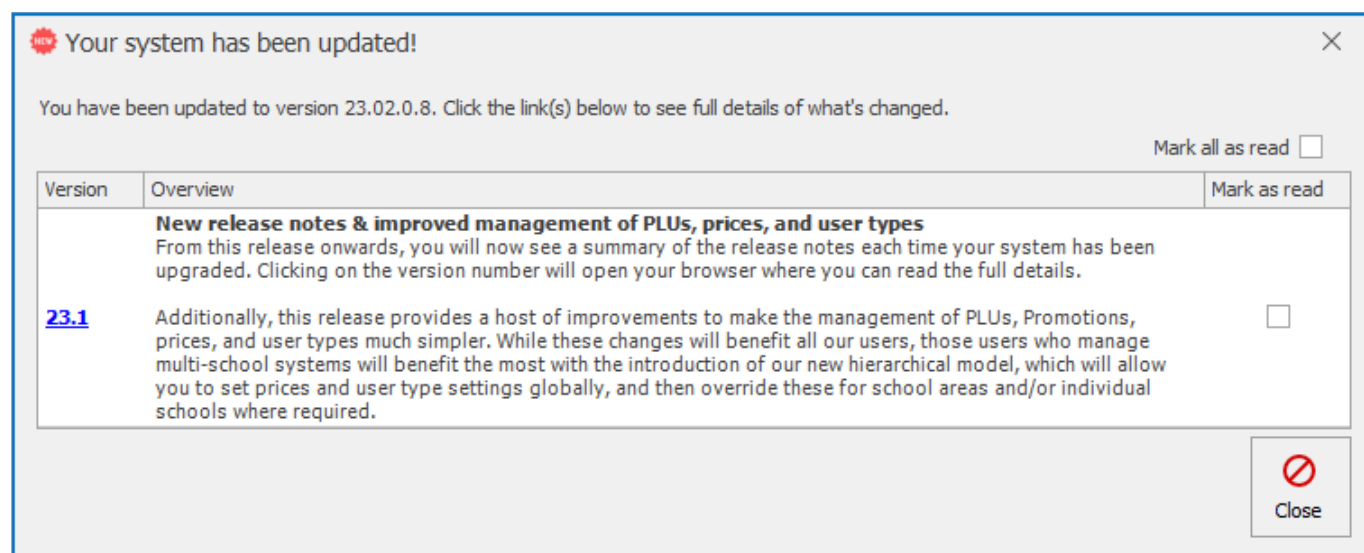 NEW
Your system has been updated!
You have been updated to version 23.02.0.8. Click the link(s) below to see full details of what's changed.
Mark all as read
Version Overview Mark as read
New release notes & improved management of PLUs, prices, and user types
From this release onwards, you will now see a summary of the release notes each time your system has been
upgraded. Clicking on the version number will open your browser where you can read the full details.
23.1
Additionally, this release provides a host of improvements to make the management of PLUs, Promotions,
prices, and user types much simpler. While these changes will benefit all our users, those users who manage
multi-school systems will benefit the most with the introduction of our new hierarchical model, which will allow
you to set prices and user type settings globally, and then override these for school areas and/or individual
schools where required.
Close